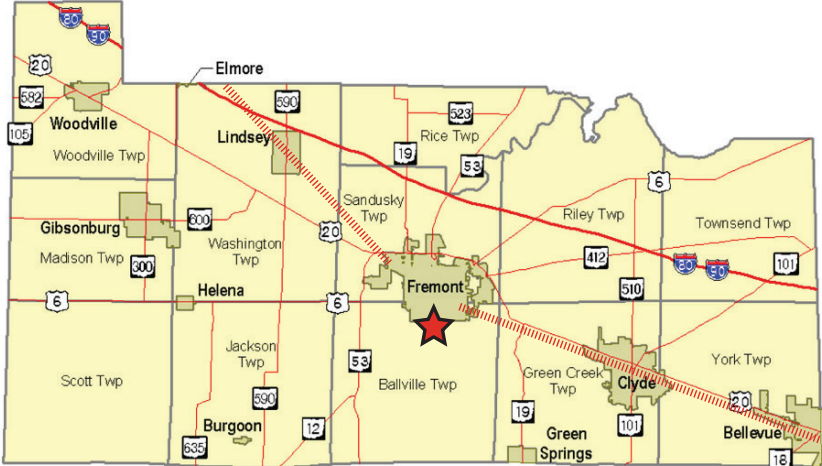 80
90
20
Elmore
582
590
Woodville
523
105
Lindsey
Rice Twp
Woodville Twp
19
53
6
Sandusky
Twp
Gibsonburg
600
Riley Twp
Townsend Twp
20
Washington
Twp
Madison Twp
300
412
80
90
101
Fremont
510
Helena
6
6
Jackson
Twp
53
York Twp
Scott Twp
Ballville Twp
Green Creek
Twp
Clyde
590
20
19
Burgoon
12
101
Bellevue
Green
Springs
635
18